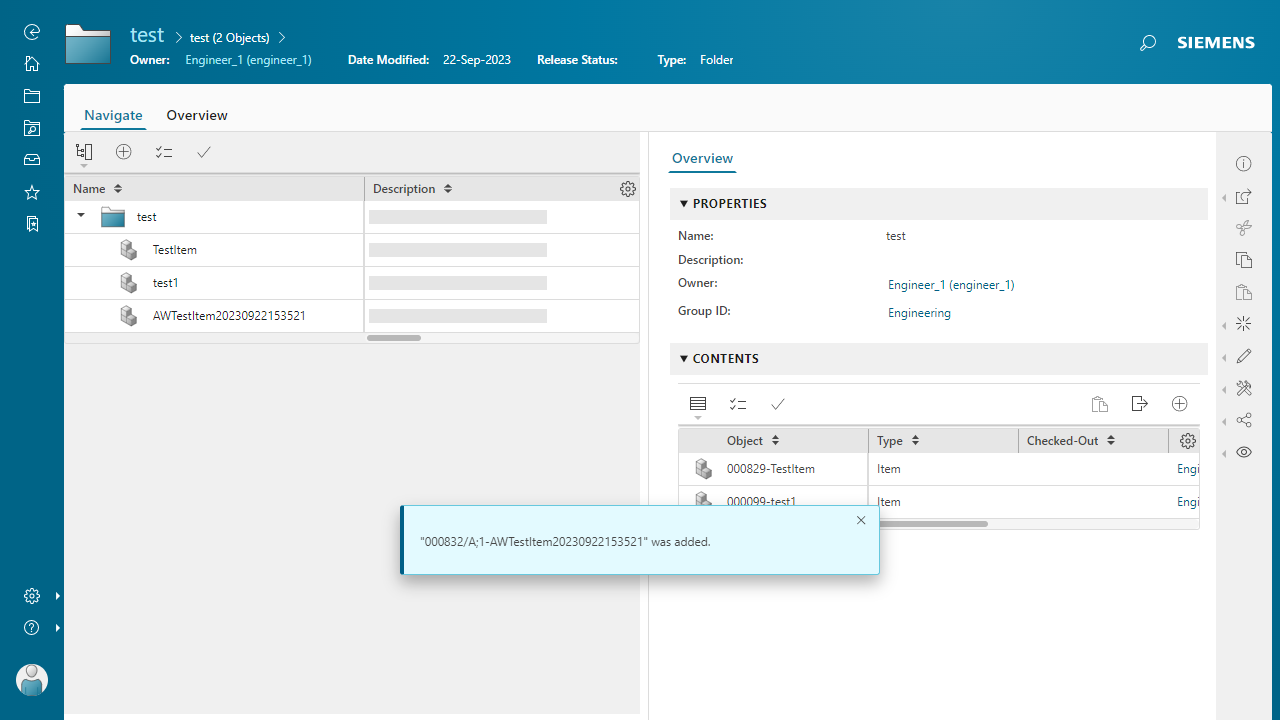 test
test (2 Objects)
Owner: Engineer_1 (engineer_1) Date Modified: 22-Sep-2023 Release Status: Type: Folder
SIEMENS
Navigate Overview
Name Description
test
TestItem
test1
AWTestItem20230922153521
Overview
PROPERTIES
Name: test
Description:
Owner: Engineer_1 (engineer_1)
Group ID: Engineering
CONTENTS
Object Type Checked-Out
000829-TestItem Item Engi
000099-test1 Item Engi
"000832/A;1-AWTestItem20230922153521" was added.